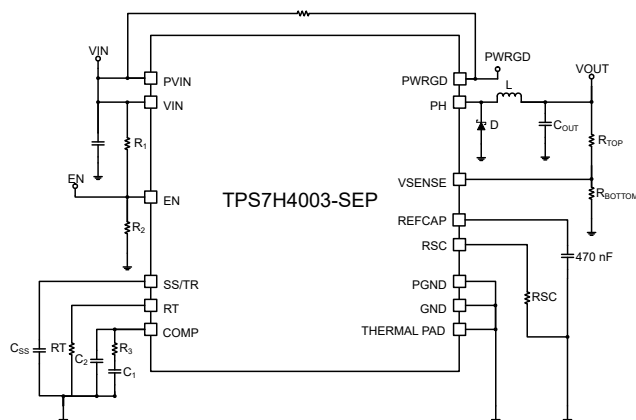 VIN
PVIN
VIN
R1
EN
EN
R2
SS/TR
RT
COMP
CSS
RT
C2
R3
C1
TPS7H4003-SEP
PWRGD
PWRGD
PH
L
VOUT
D
COUT
RTOP
VSENSE
RBOTTOM
REFCAP
RSC
470 nF
PGND
RSC
GND
THERMAL PAD